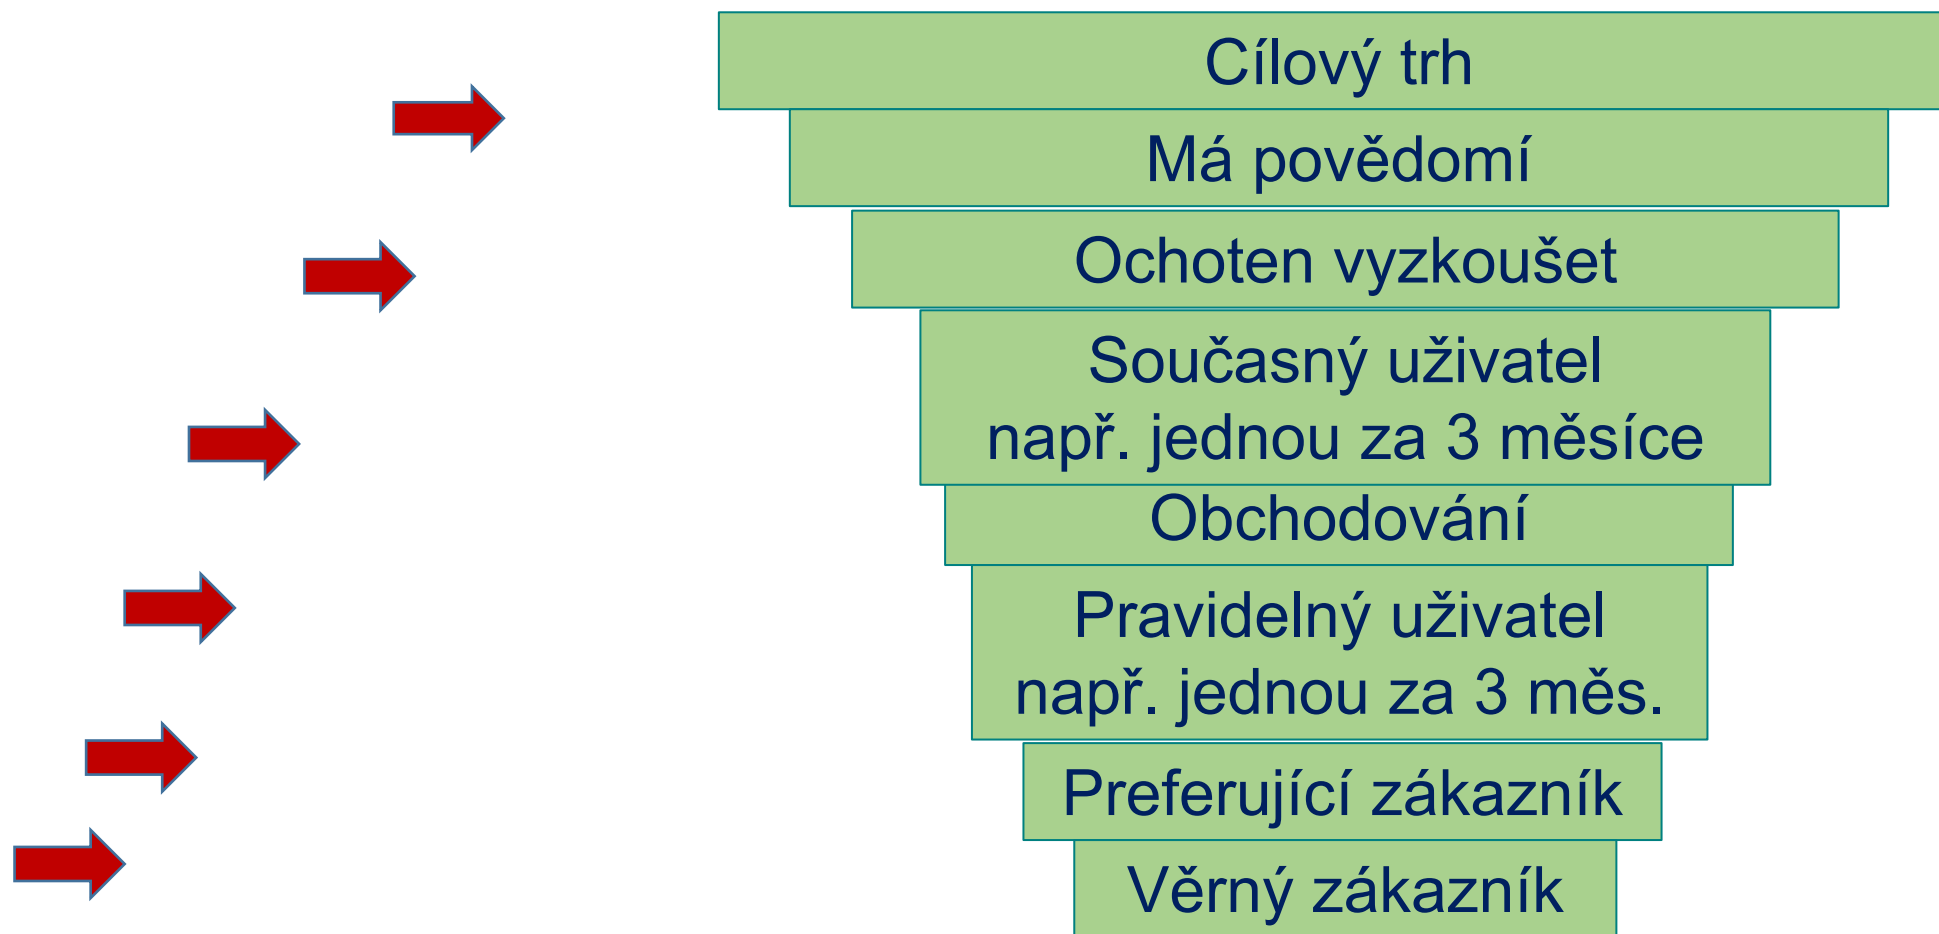 Cílový trh
Má povědomí
Ochoten vyzkoušet
Současný uživatel
např. jednou za 3 měsíce
Obchodování
Pravidelný uživatel
např. jednou za 3 měs.
Preferující zákazník
Věrný zákazník